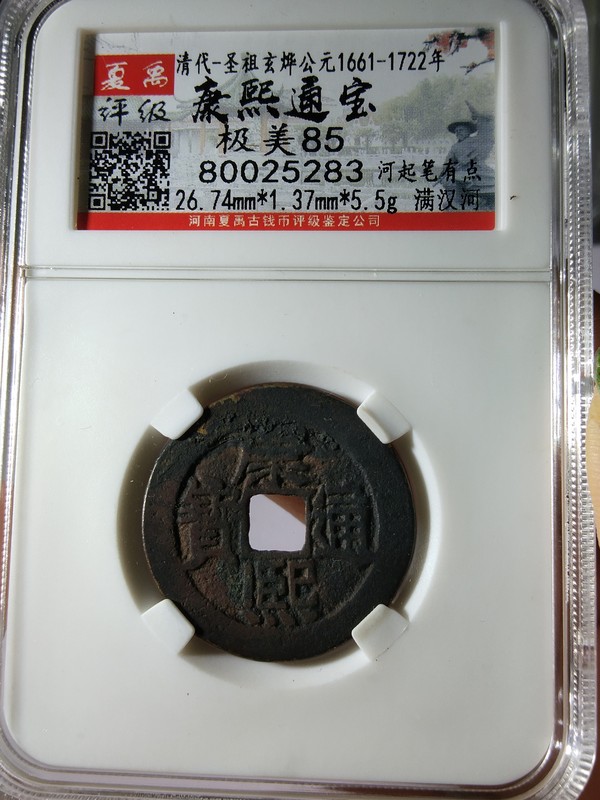 夏禹
评级
清代-圣祖玄烨公元1661-1722年
康熙通宝
极美85
80025283 河起笔有点
26.74mm*1.37mm*5.5g 满汉河
河南夏禹古钱币评级鉴定公司
康熙通寶